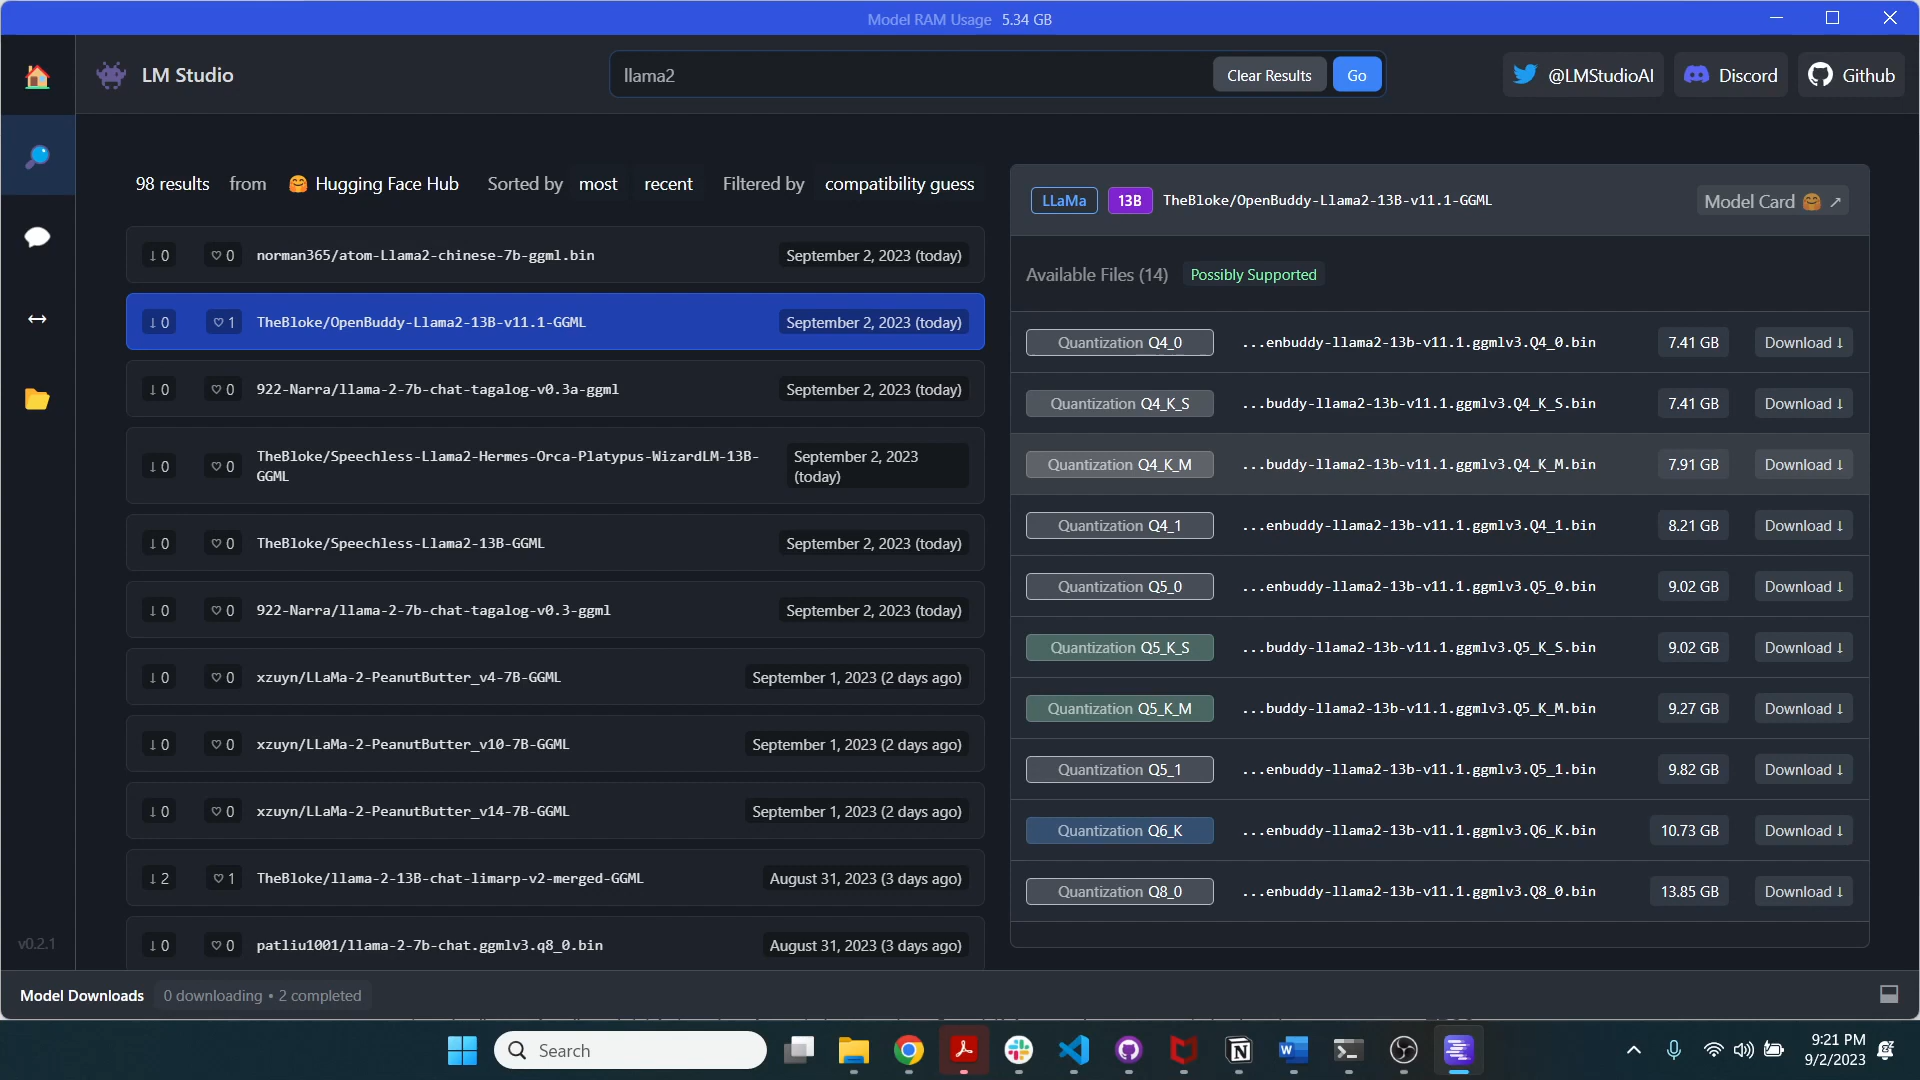 Model RAM Usage 5.34 GB
LM Studio
llama2
Clear Results
Go
@LMStudioAI
Discord
Github
98 results from Hugging Face Hub Sorted by most recent Filtered by compatibility guess
↓ 0 ♡ 0 norman365/atom-Llama2-chinese-7b-ggml.bin September 2, 2023 (today)
↓ 0 ♡ 1 TheBloke/OpenBuddy-Llama2-13B-v11.1-GGML September 2, 2023 (today)
↓ 0 ♡ 0 922-Narra/llama-2-7b-chat-tagalog-v0.3a-ggml September 2, 2023 (today)
↓ 0 ♡ 0 TheBloke/Speechless-Llama2-Hermes-Orca-Platypus-WizardLM-13B- September 2, 2023
GGML (today)
↓ 0 ♡ 0 TheBloke/Speechless-Llama2-13B-GGML September 2, 2023 (today)
↓ 0 ♡ 0 922-Narra/llama-2-7b-chat-tagalog-v0.3-ggml September 2, 2023 (today)
↓ 0 ♡ 0 xzuyn/LLaMa-2-PeanutButter_v4-7B-GGML September 1, 2023 (2 days ago)
↓ 0 ♡ 0 xzuyn/LLaMa-2-PeanutButter_v10-7B-GGML September 1, 2023 (2 days ago)
↓ 0 ♡ 0 xzuyn/LLaMa-2-PeanutButter_v14-7B-GGML September 1, 2023 (2 days ago)
↓ 2 ♡ 1 TheBloke/llama-2-13B-chat-limarp-v2-merged-GGML August 31, 2023 (3 days ago)
↓ 0 ♡ 0 patliu1001/llama-2-7b-chat.ggmlv3.q8_0.bin August 31, 2023 (3 days ago)
LLaMa 13B TheBloke/OpenBuddy-Llama2-13B-v11.1-GGML Model Card ↗
Available Files (14) Possibly Supported
Quantization Q4_0 ...enbuddy-llama2-13b-v11.1.ggmlv3.Q4_0.bin 7.41 GB Download ↓
Quantization Q4_K_S ...buddy-llama2-13b-v11.1.ggmlv3.Q4_K_S.bin 7.41 GB Download ↓
Quantization Q4_K_M ...buddy-llama2-13b-v11.1.ggmlv3.Q4_K_M.bin 7.91 GB Download ↓
Quantization Q4_1 ...enbuddy-llama2-13b-v11.1.ggmlv3.Q4_1.bin 8.21 GB Download ↓
Quantization Q5_0 ...enbuddy-llama2-13b-v11.1.ggmlv3.Q5_0.bin 9.02 GB Download ↓
Quantization Q5_K_S ...buddy-llama2-13b-v11.1.ggmlv3.Q5_K_S.bin 9.02 GB Download ↓
Quantization Q5_K_M ...buddy-llama2-13b-v11.1.ggmlv3.Q5_K_M.bin 9.27 GB Download ↓
Quantization Q5_1 ...enbuddy-llama2-13b-v11.1.ggmlv3.Q5_1.bin 9.82 GB Download ↓
Quantization Q6_K ...enbuddy-llama2-13b-v11.1.ggmlv3.Q6_K.bin 10.73 GB Download ↓
Quantization Q8_0 ...enbuddy-llama2-13b-v11.1.ggmlv3.Q8_0.bin 13.85 GB Download ↓
v0.2.1
Model Downloads 0 downloading • 2 completed
Search
9:21 PM
9/2/2023